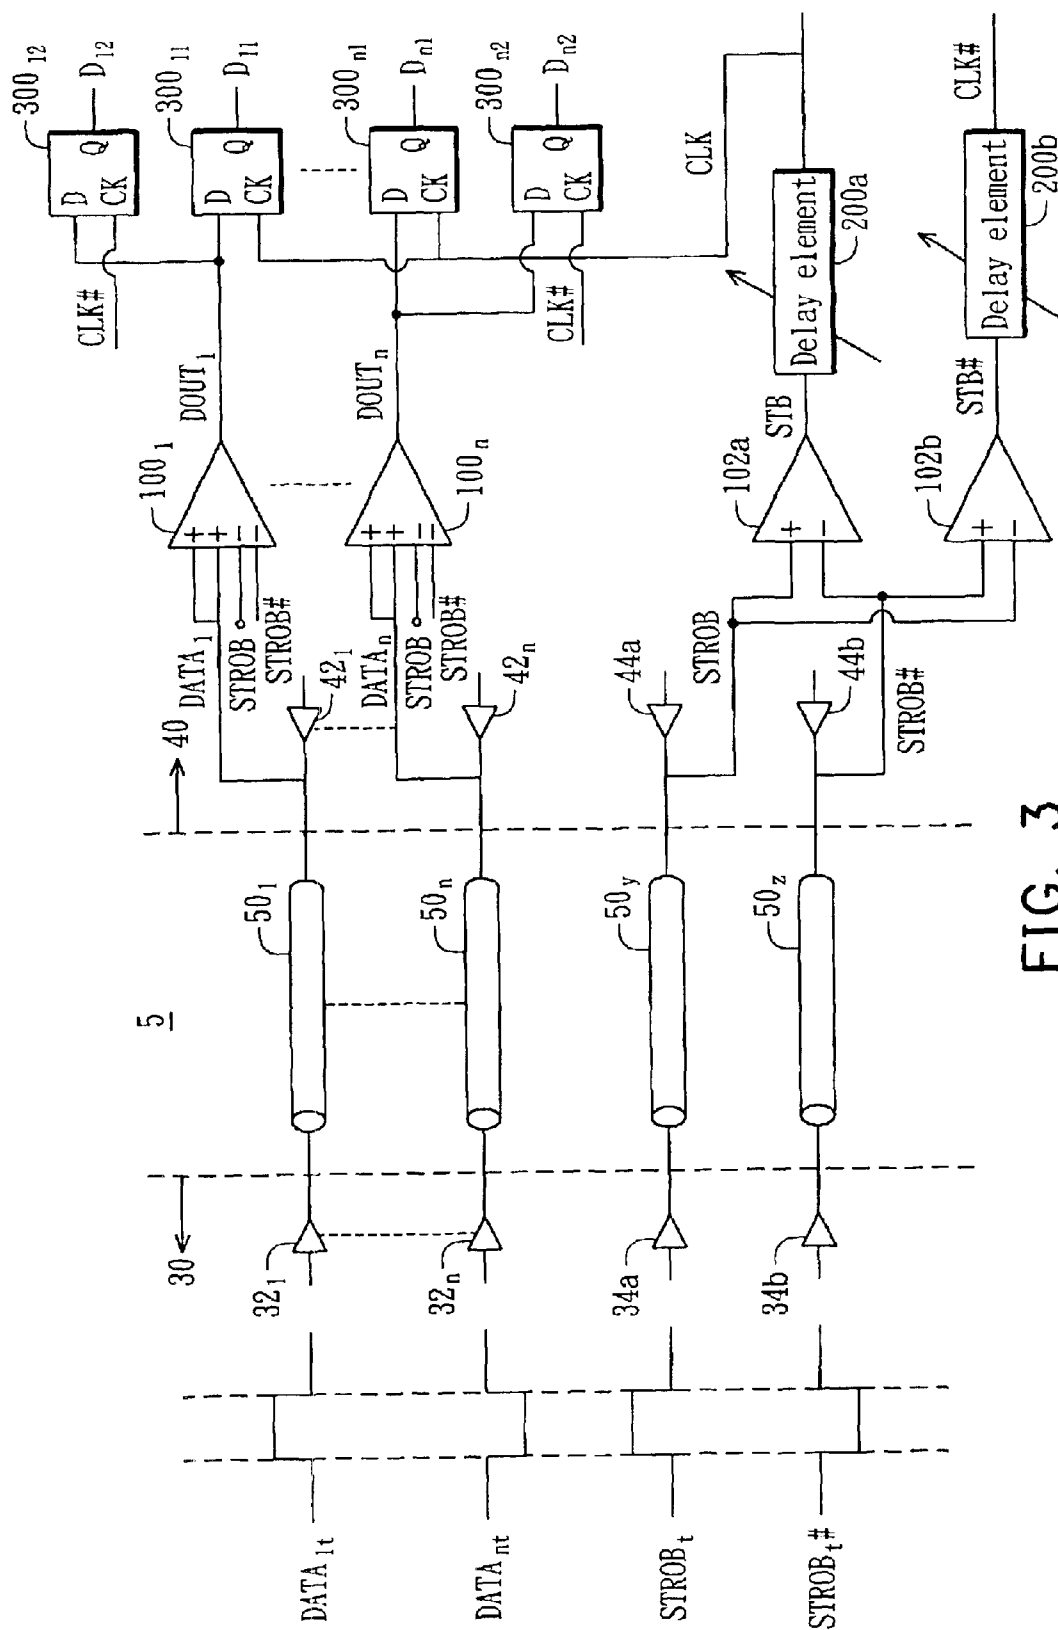 5
30
40
DATA₁ₜ
32₁
50₁
42₁
DATA₁
STROB
STROB#
100₁
DOUT₁
CLK#
300₁₂
D
Q
CK
D₁₂
300₁₁
D
Q
CK
D₁₁
DATAₙₜ
32ₙ
50ₙ
42ₙ
DATAₙ
STROB
STROB#
100ₙ
DOUTₙ
300ₙ₁
D
Q
CK
Dₙ₁
CLK#
300ₙ₂
D
Q
CK
Dₙ₂
STROBₜ
34a
50y
44a
STROB
102a
STB
Delay element
200a
CLK
STROBₜ#
34b
50z
44b
STROB#
102b
STB#
Delay element
200b
CLK#
FIG. 3